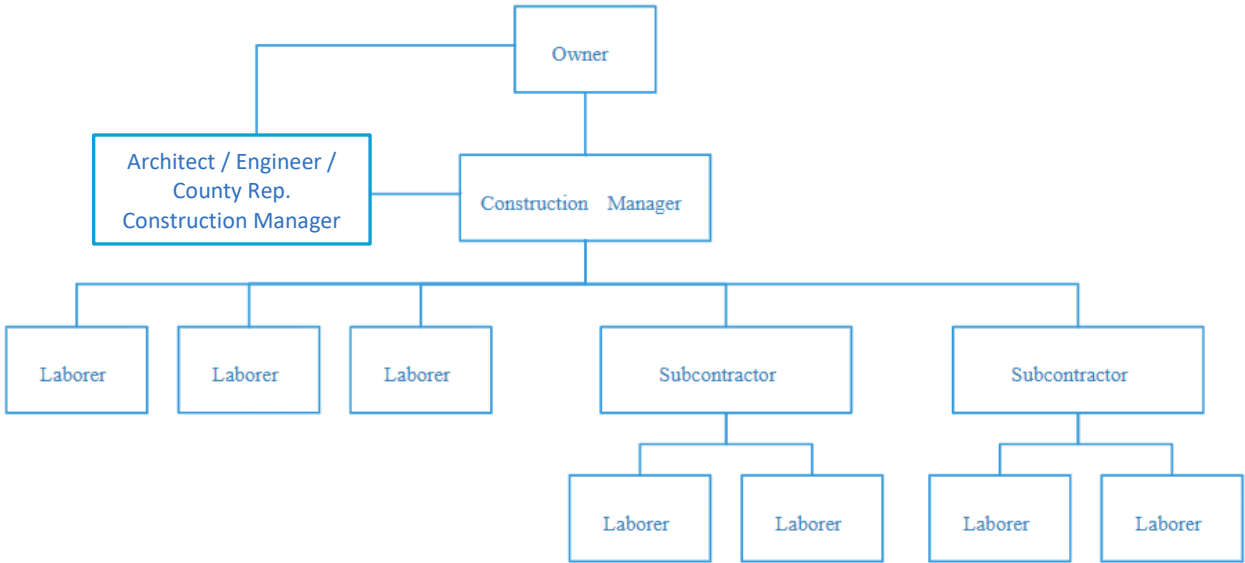 Owner
Architect / Engineer /
County Rep.
Construction Manager
Construction Manager
Laborer
Laborer
Laborer
Subcontractor
Subcontractor
Laborer
Laborer
Laborer
Laborer